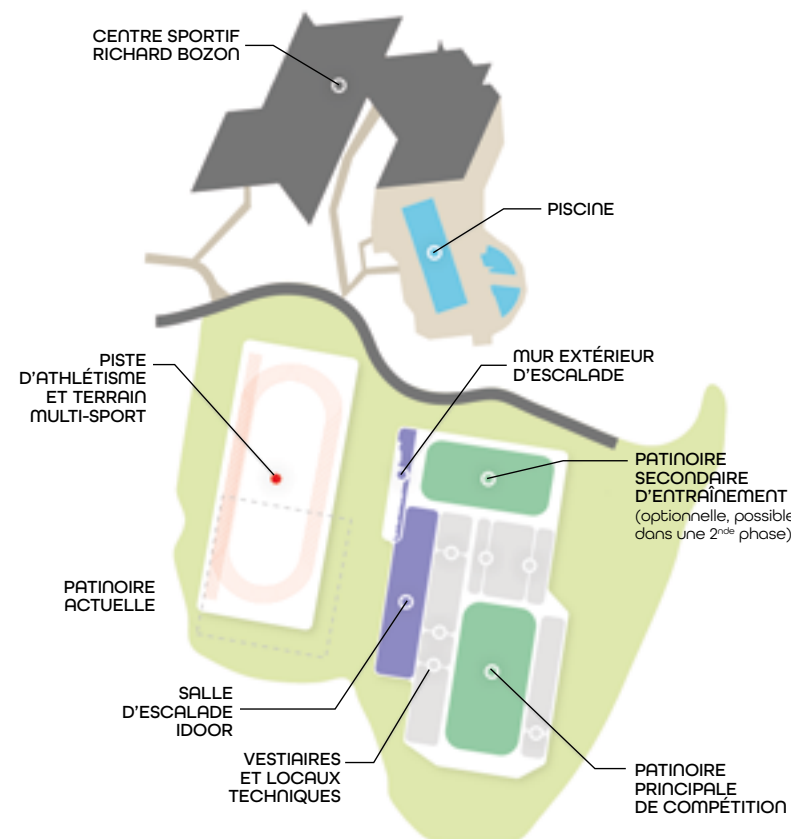 CENTRE SPORTIF
RICHARD BOZON
PISCINE
PISTE
D'ATHLÉTISME
ET TERRAIN
MULTI-SPORT
MUR EXTÉRIEUR
D'ESCALADE
PATINOIRE
SECONDAIRE
D'ENTRAÎNEMENT
(optionnelle, possible
dans une 2nde phase)
PATINOIRE
ACTUELLE
SALLE
D'ESCALADE
IDOOR
VESTIAIRES
ET LOCAUX
TECHNIQUES
PATINOIRE
PRINCIPALE
DE COMPÉTITION